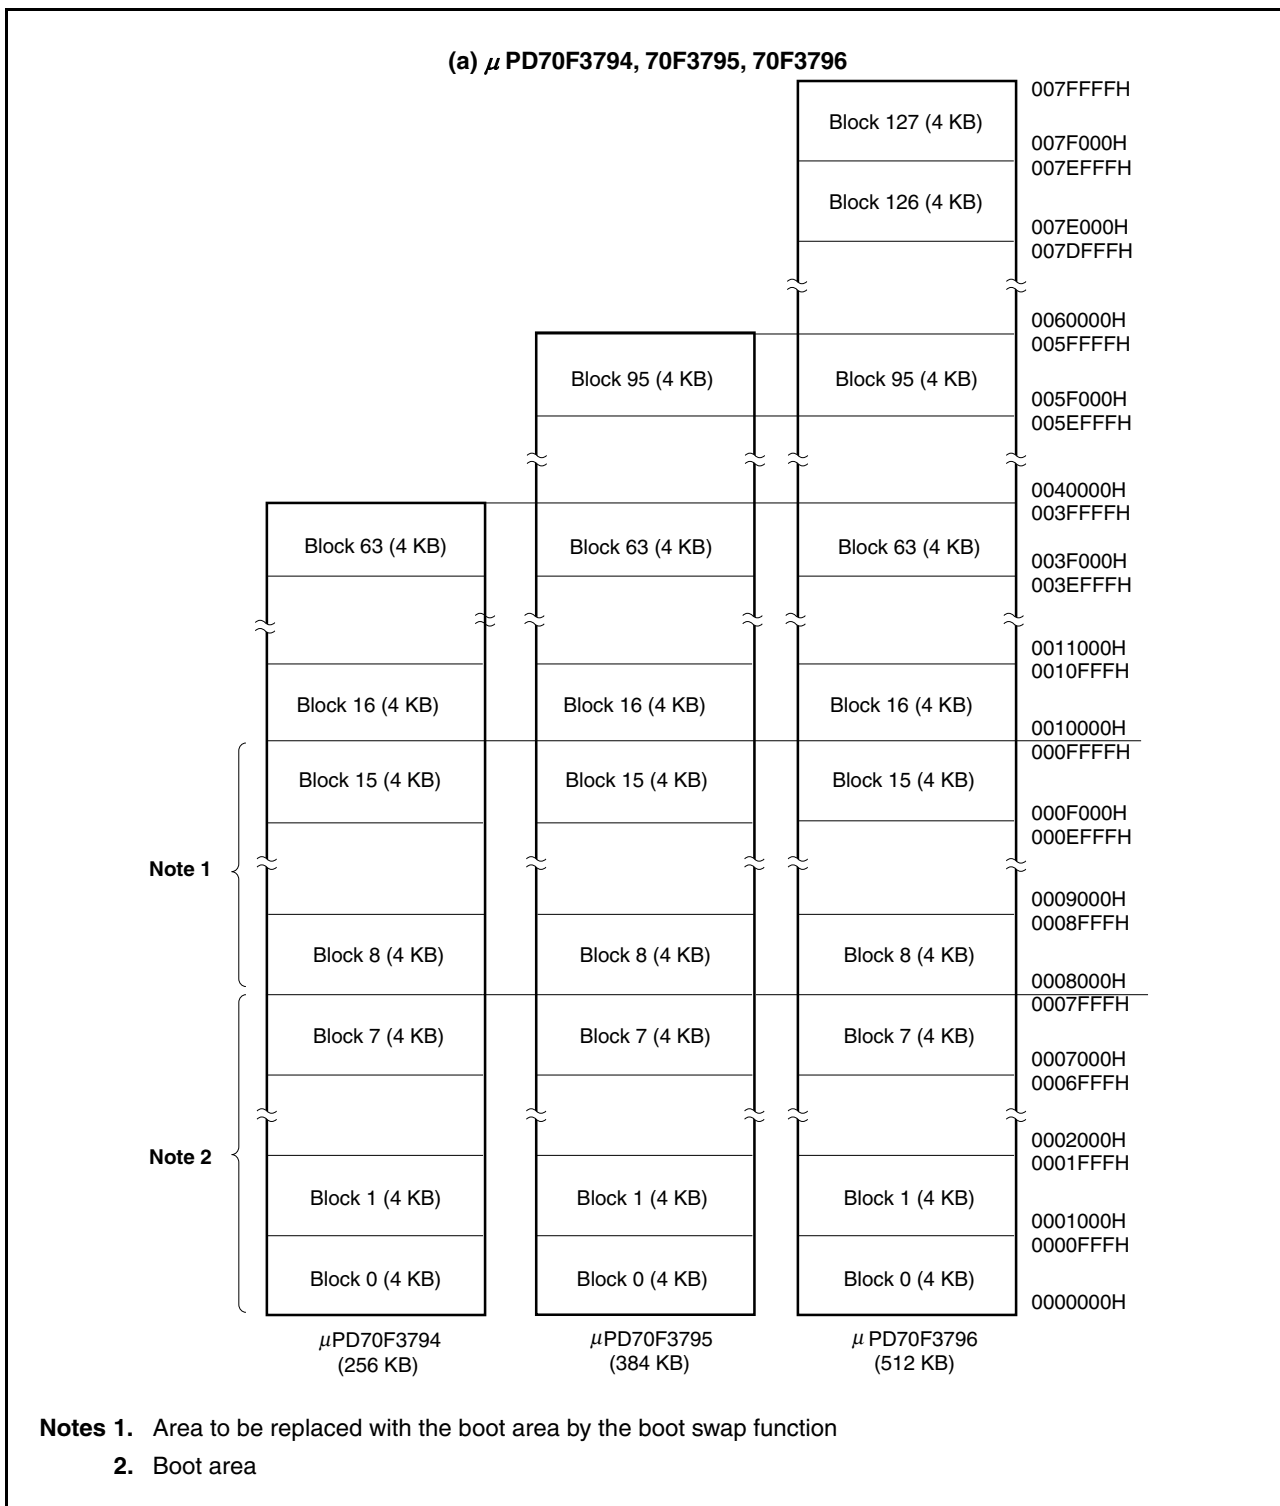 (a) μ PD70F3794, 70F3795, 70F3796
007FFFFH
Block 127 (4 KB)
007F000H
007EFFFH
Block 126 (4 KB)
007E000H
007DFFFH
0060000H
005FFFFH
Block 95 (4 KB) Block 95 (4 KB)
005F000H
005EFFFH
0040000H
003FFFFH
Block 63 (4 KB) Block 63 (4 KB) Block 63 (4 KB)
003F000H
003EFFFH
0011000H
0010FFFH
Block 16 (4 KB) Block 16 (4 KB) Block 16 (4 KB)
0010000H
000FFFFH
Block 15 (4 KB) Block 15 (4 KB) Block 15 (4 KB)
000F000H
000EFFFH
Note 1
0009000H
0008FFFH
Block 8 (4 KB) Block 8 (4 KB) Block 8 (4 KB)
0008000H
0007FFFH
Block 7 (4 KB) Block 7 (4 KB) Block 7 (4 KB)
0007000H
0006FFFH
0002000H
Note 2
0001FFFH
Block 1 (4 KB) Block 1 (4 KB) Block 1 (4 KB)
0001000H
0000FFFH
Block 0 (4 KB) Block 0 (4 KB) Block 0 (4 KB)
0000000H
μPD70F3794 μPD70F3795 μ PD70F3796
(256 KB) (384 KB) (512 KB)
Notes 1. Area to be replaced with the boot area by the boot swap function
2. Boot area